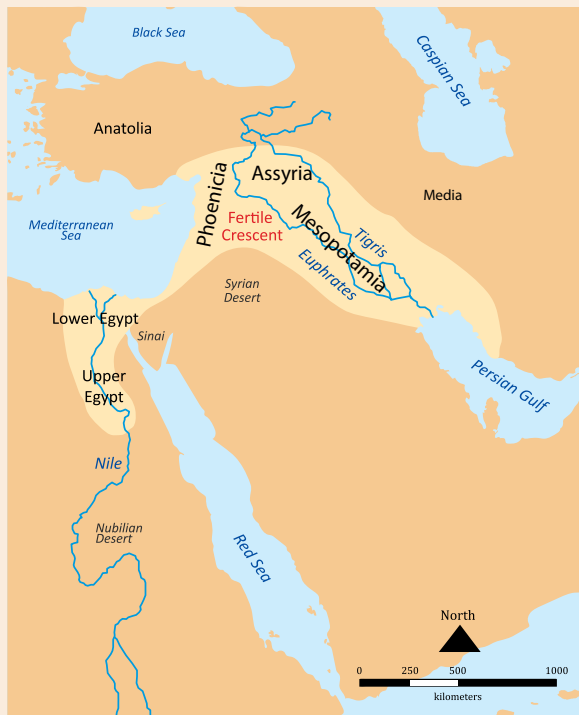 Black Sea
Caspian Sea
Anatolia
Assyria
Phoenicia
Media
Fertile
Crescent
Mesopotamia
Tigris
Euphrates
Mediterranean
Sea
Syrian
Desert
Lower Egypt
Sinai
Upper
Egypt
Persian Gulf
Nile
Nubilian
Desert
Red Sea
North
0 250 500 1000
kilometers